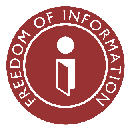 FREEDOM OF INFORMATION